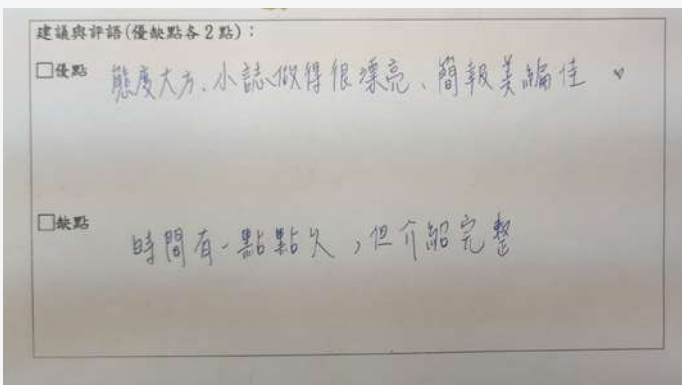 建議與評語(優缺點各2點)：
□優點 態度大方、小誌做得很漂亮、簡報美編佳
□缺點 時間有一點點久，但介紹完整